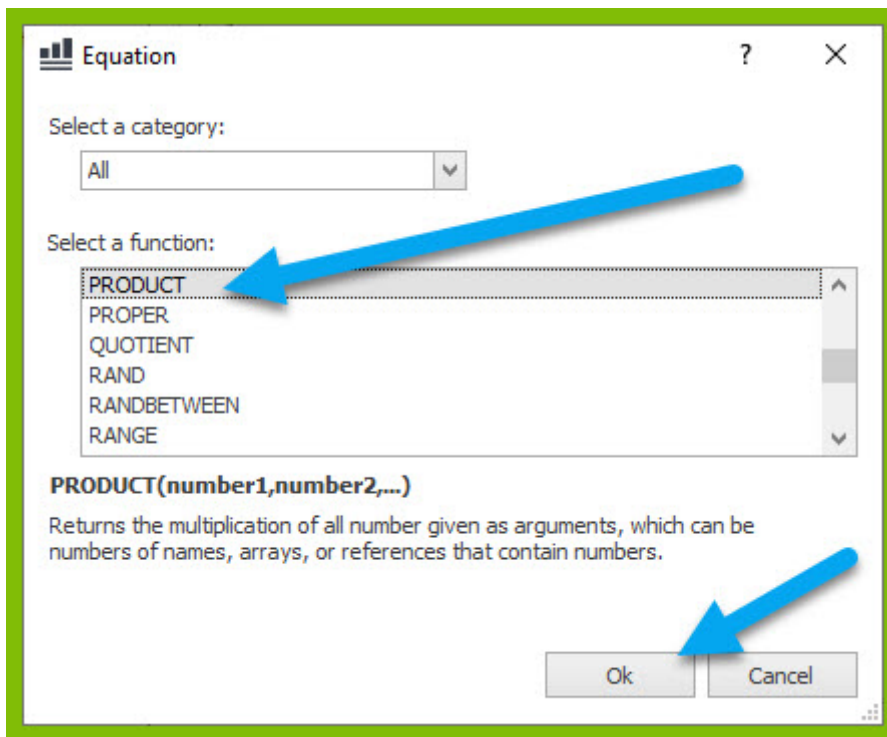 Equation
?
Select a category:
All
Select a function:
PRODUCT
PROPER
QUOTIENT
RAND
RANDBETWEEN
RANGE
PRODUCT(number1,number2,...)
Returns the multiplication of all number given as arguments, which can be
numbers of names, arrays, or references that contain numbers.
Ok
Cancel